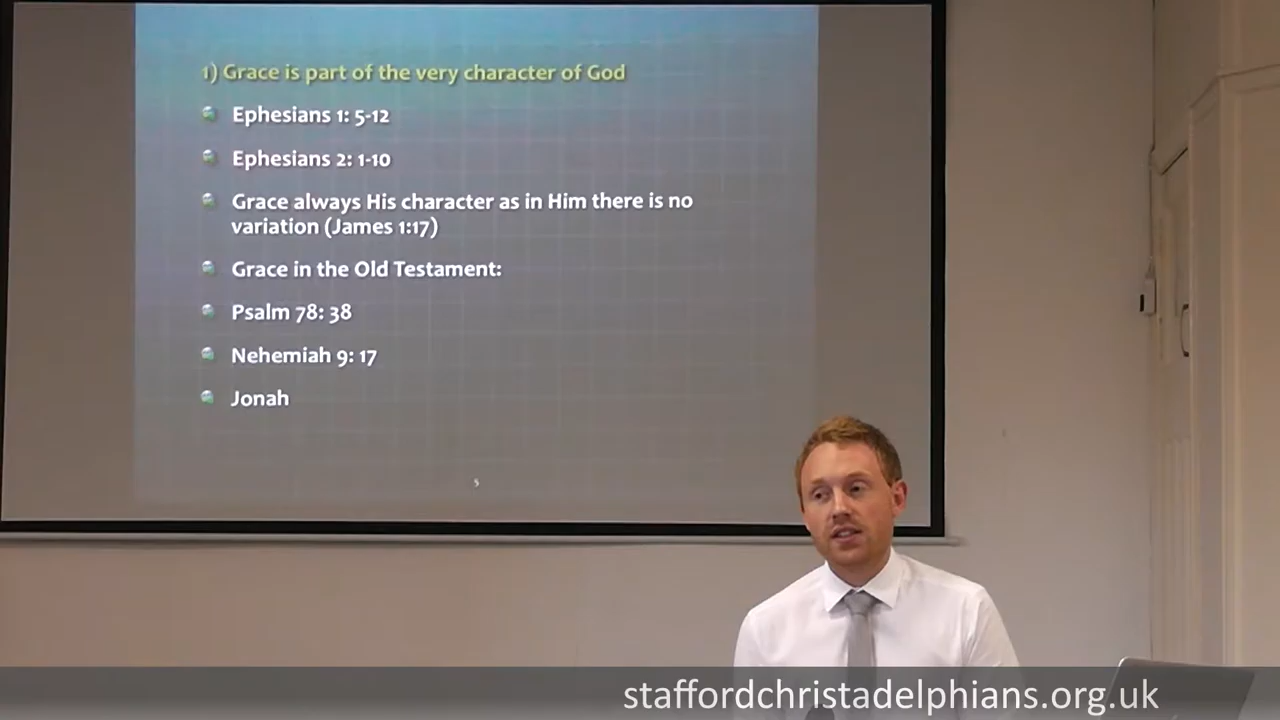 1) Grace is part of the very character of God
Ephesians 1: 5-12
Ephesians 2: 1-10
Grace always His character as in Him there is no
variation (James 1:17)
Grace in the Old Testament:
Psalm 78: 38
Nehemiah 9: 17
Jonah
5
staffordchristadelphians.org.uk